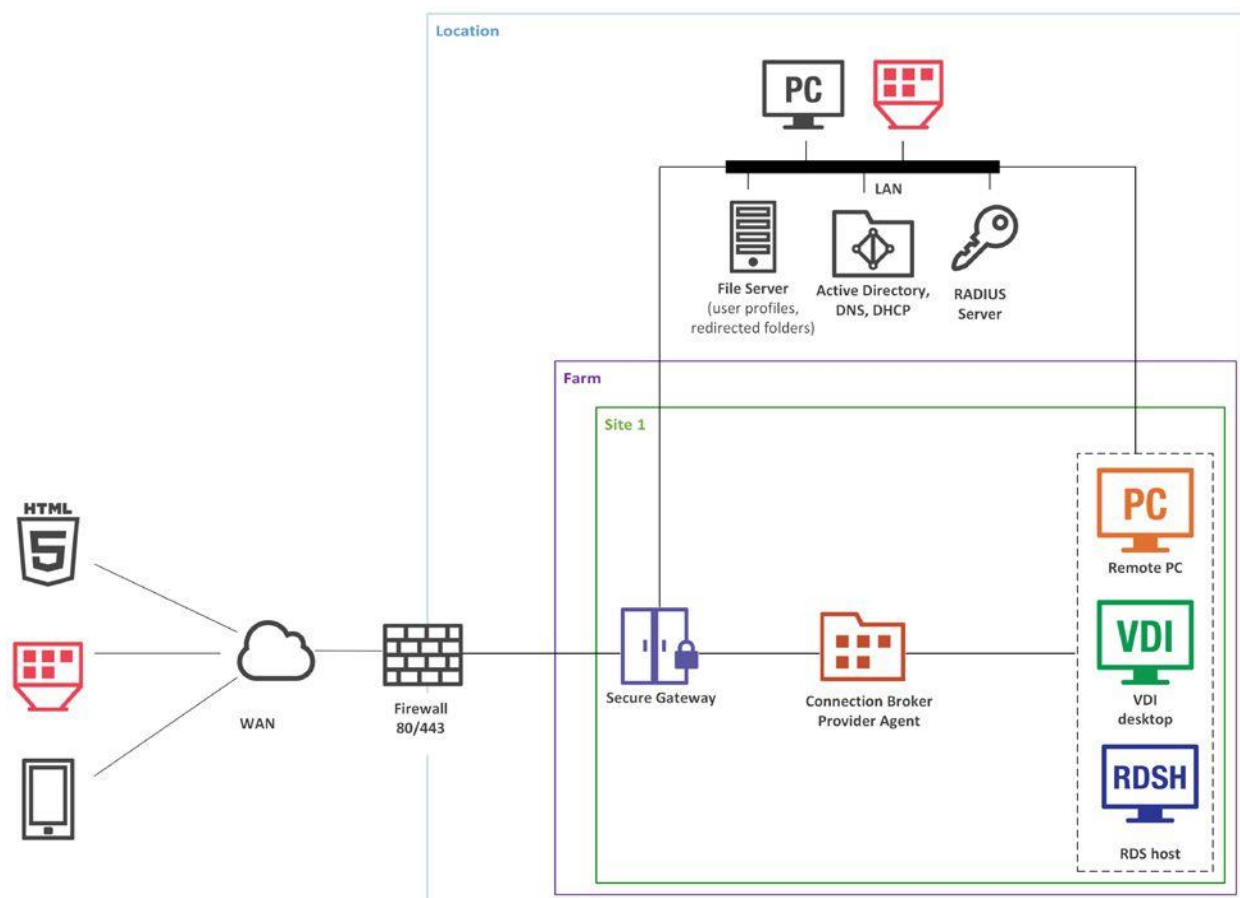 Location
PC
LAN
File Server
(user profiles,
redirected folders)
Active Directory,
DNS, DHCP
RADIUS
Server
Farm
Site 1
HTML
5
WAN
Firewall
80/443
Secure Gateway
Connection Broker
Provider Agent
PC
Remote PC
VDI
VDI
desktop
RDSH
RDS host